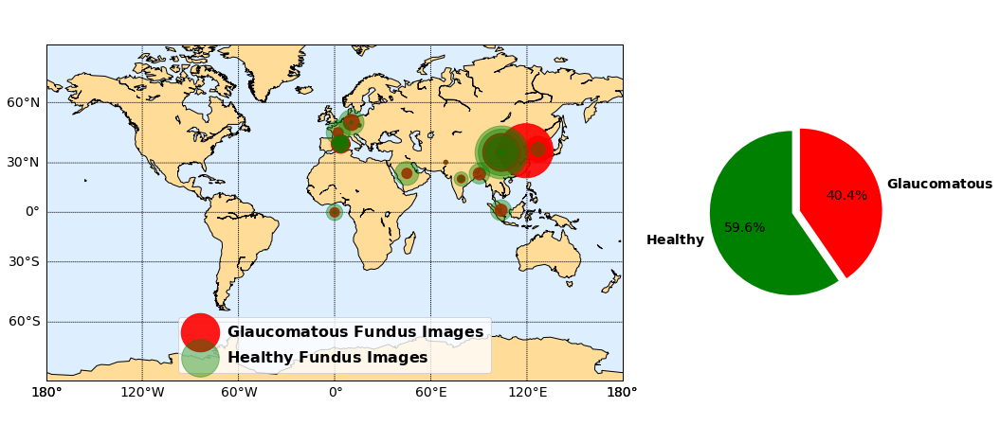 60°N
30°N
0°
30°S
60°S
180°
120°W
60°W
0°
60°E
120°E
180°
Glaucomatous Fundus Images
Healthy Fundus Images
Glaucomatous
40.4%
59.6%
Healthy